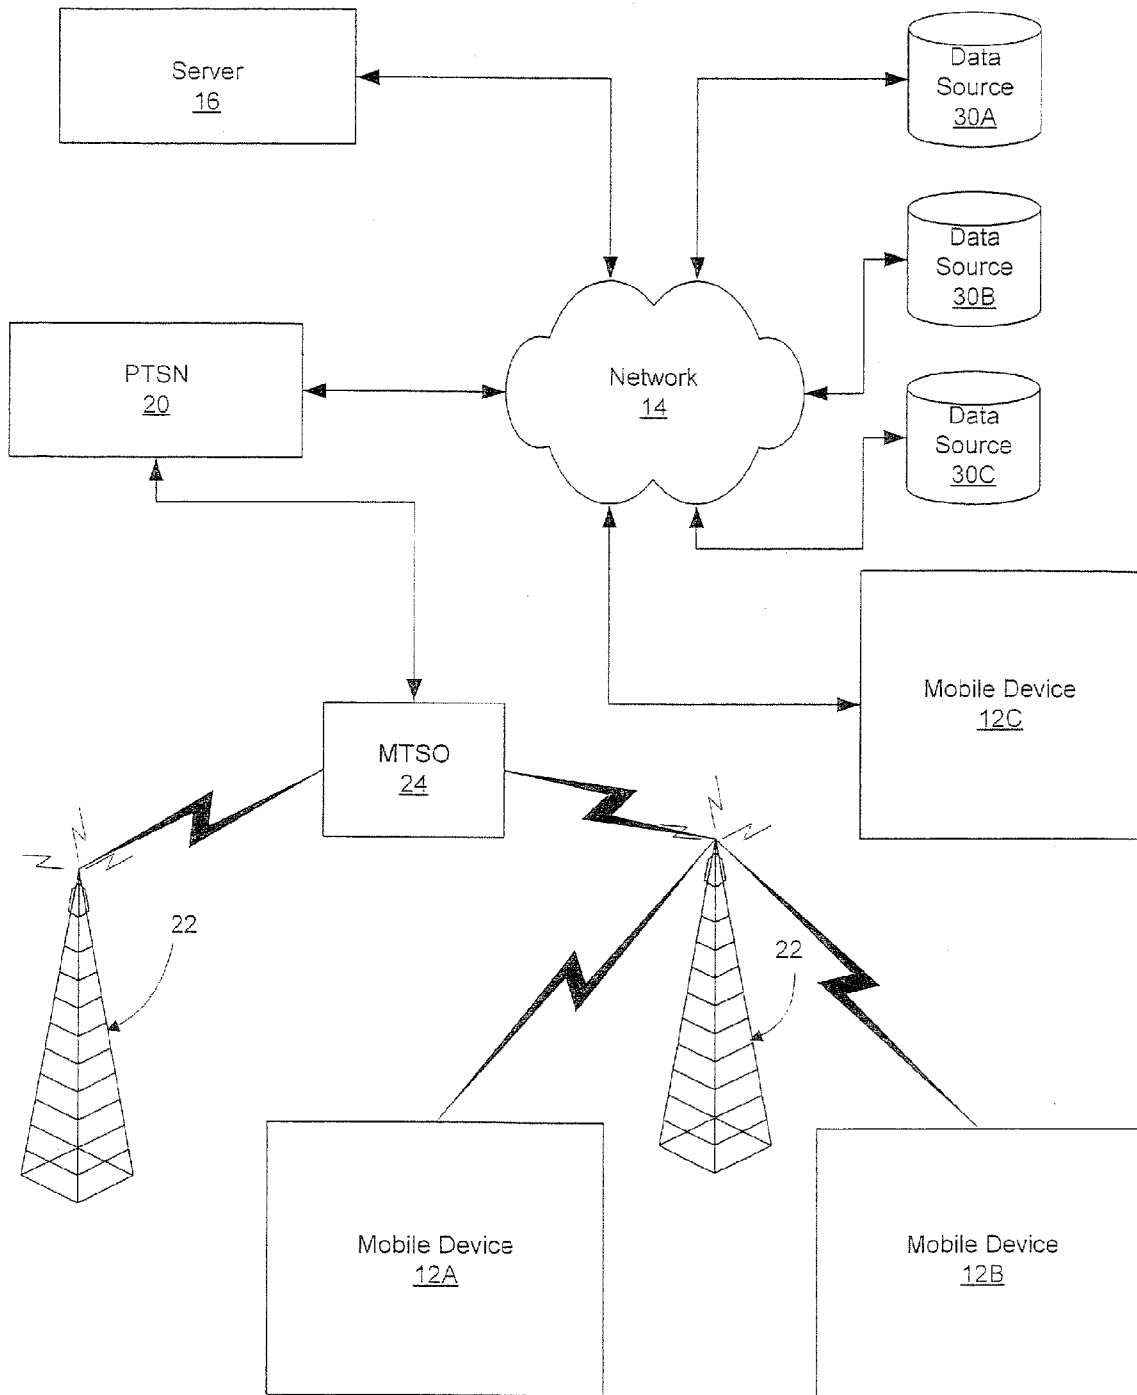 Server
16
Data
Source
30A
Data
Source
30B
PTSN
20
Network
14
Data
Source
30C
Mobile Device
12C
MTSO
24
22
22
Mobile Device
12A
Mobile Device
12B